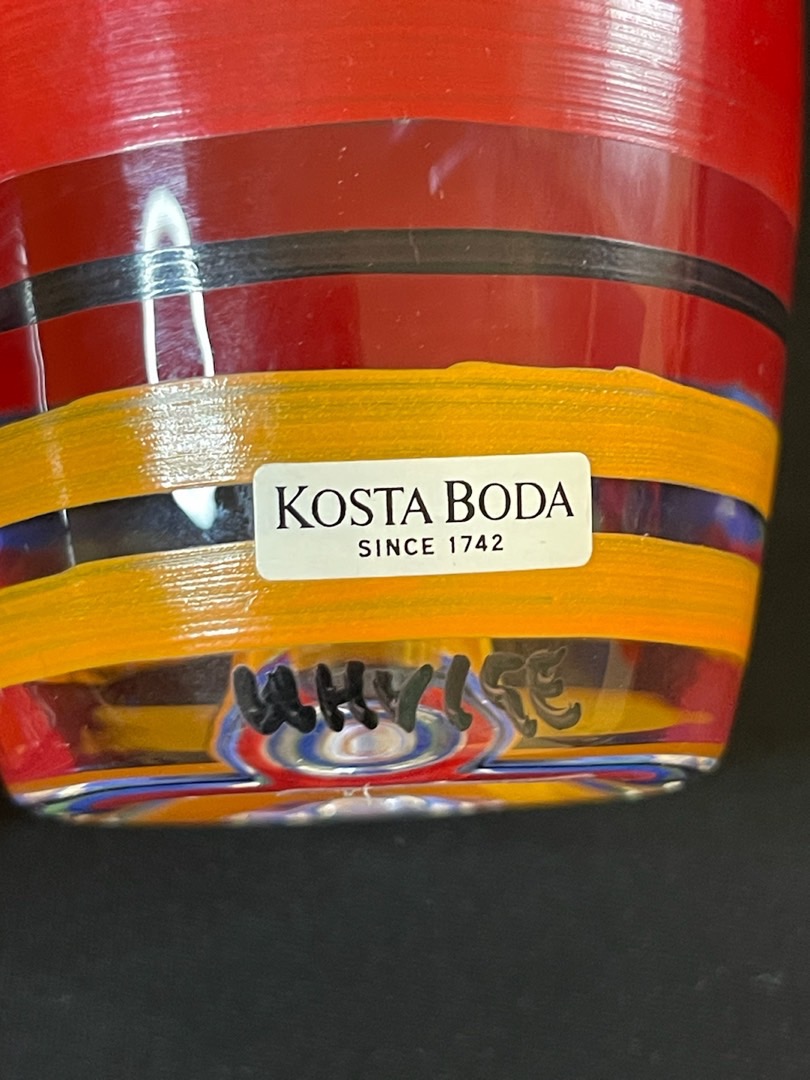 KOSTA BODA
SINCE 1742